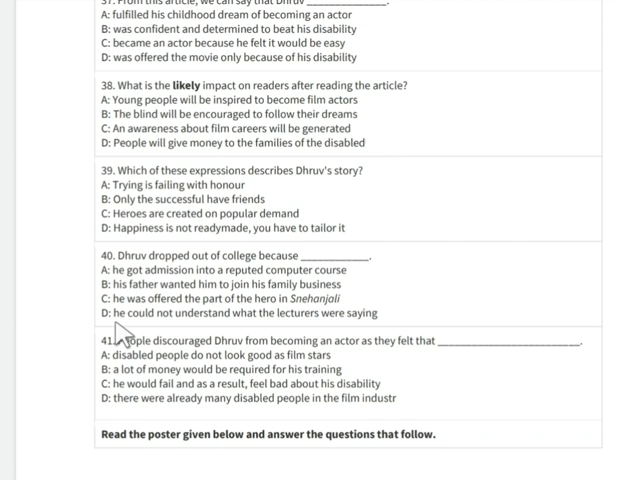 37. From this article, we can say that Dhruv ____________.
A: fulfilled his childhood dream of becoming an actor
B: was confident and determined to beat his disability
C: became an actor because he felt it would be easy
D: was offered the movie only because of his disability
38. What is the likely impact on readers after reading the article?
A: Young people will be inspired to become film actors
B: The blind will be encouraged to follow their dreams
C: An awareness about film careers will be generated
D: People will give money to the families of the disabled
39. Which of these expressions describes Dhruv's story?
A: Trying is failing with honour
B: Only the successful have friends
C: Heroes are created on popular demand
D: Happiness is not readymade, you have to tailor it
40. Dhruv dropped out of college because ____________.
A: he got admission into a reputed computer course
B: his father wanted him to join his family business
C: he was offered the part of the hero in Snehanjali
D: he could not understand what the lecturers were saying
41. discouraged Dhruv from becoming an actor as they felt that _________________________.
A: disabled people do not look good as film stars
B: a lot of money would be required for his training
C: he would fail and as a result, feel bad about his disability
D: there were already many disabled people in the film industr
Read the poster given below and answer the questions that follow.